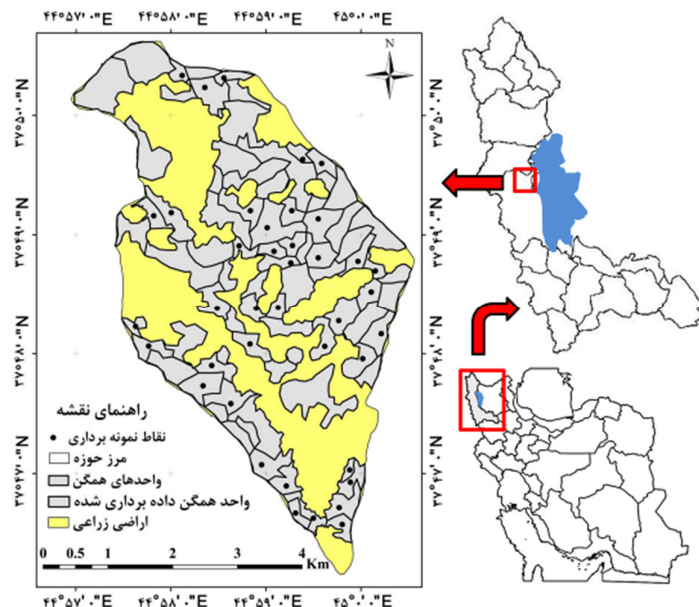 ۴۴°۵۷'۰"E ۴۴°۵۸'۰"E ۴۴°۵۹'۰"E ۴۵°۰'۰"E
N
۳۷°۵۰'۰"N
۳۷°۴۹'۰"N
۳۷°۴۸'۰"N
۳۷°۴۷'۰"N
راهنمای نقشه
نقاط نمونه برداری
مرز حوزه
واحدهای همگن
واحد همگن داده برداری شده
اراضی زراعی
0 0.5 1 2 3 4
Km
۴۴°۵۷'۰"E ۴۴°۵۸'۰"E ۴۴°۵۹'۰"E ۴۵°۰'۰"E